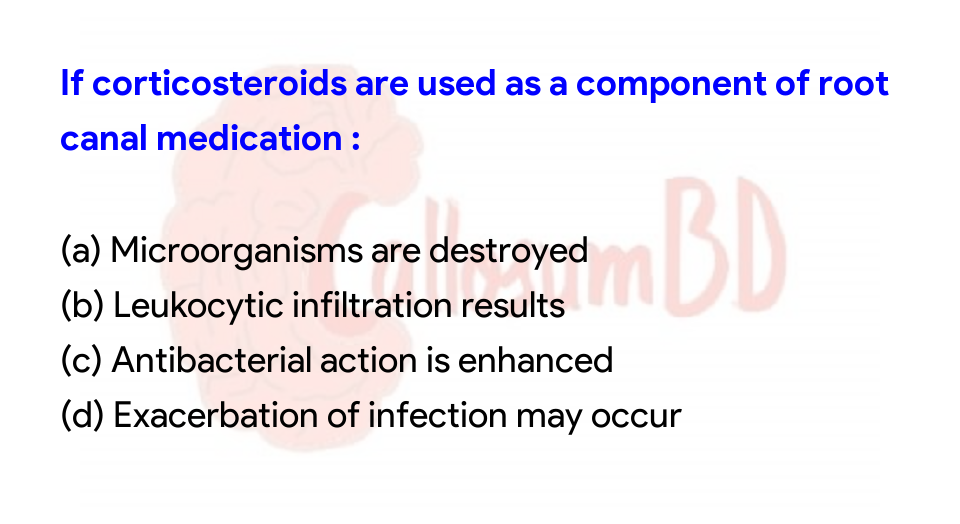 If corticosteroids are used as a component of root
canal medication :
CallosumBD
(a) Microorganisms are destroyed
(b) Leukocytic infiltration results
(c) Antibacterial action is enhanced
(d) Exacerbation of infection may occur